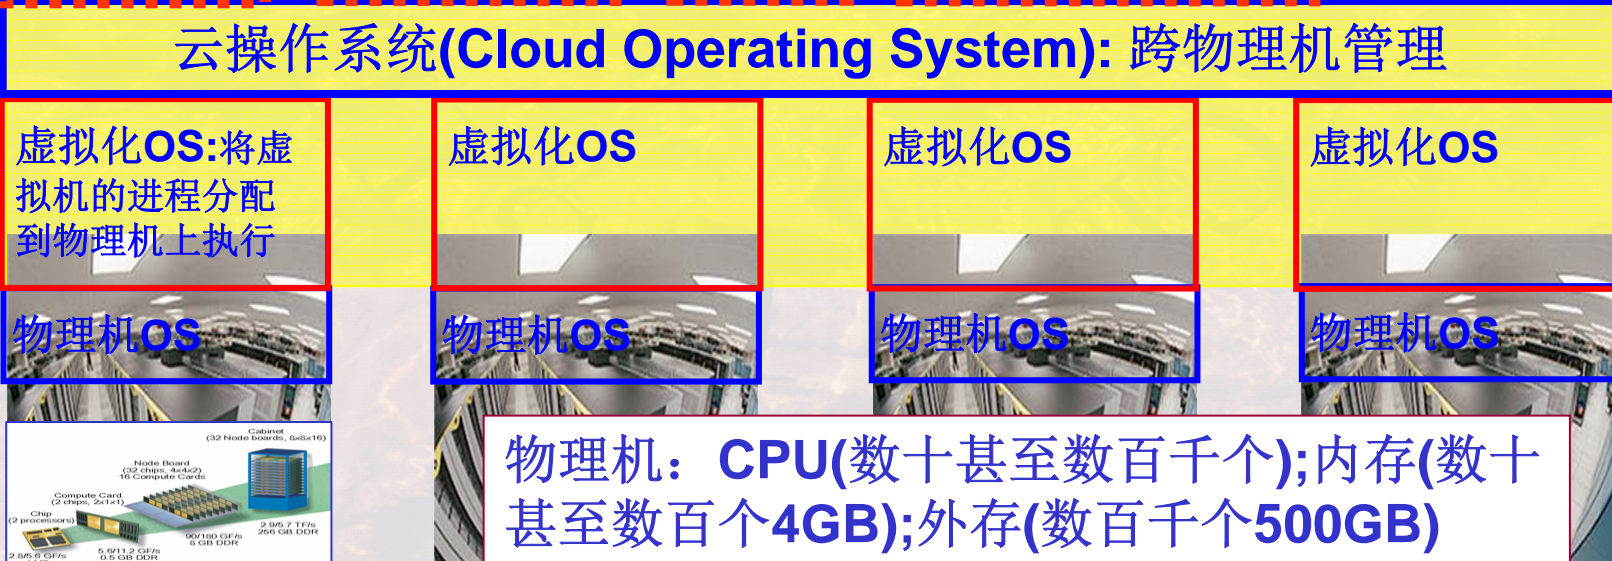 云操作系统(Cloud Operating System): 跨物理机管理
虚拟化OS:将虚
拟机的进程分配
到物理机上执行
虚拟化OS
虚拟化OS
虚拟化OS
物理机OS
物理机OS
物理机OS
物理机OS
Cabinet
(32 Node boards, 8x8x16)
Node Board
(32 chips, 4x4x2)
16 Compute Cards
Compute Card
(2 chips, 2x1x1)
Chip
(2 processors)
2.9/5.7 TF/s
256 GB DDR
90/180 GF/s
8 GB DDR
5.6/11.2 GF/s
0.5 GB DDR
2.8/5.6 GF/s
物理机：CPU(数十甚至数百千个);内存(数十
甚至数百个4GB);外存(数百千个500GB)